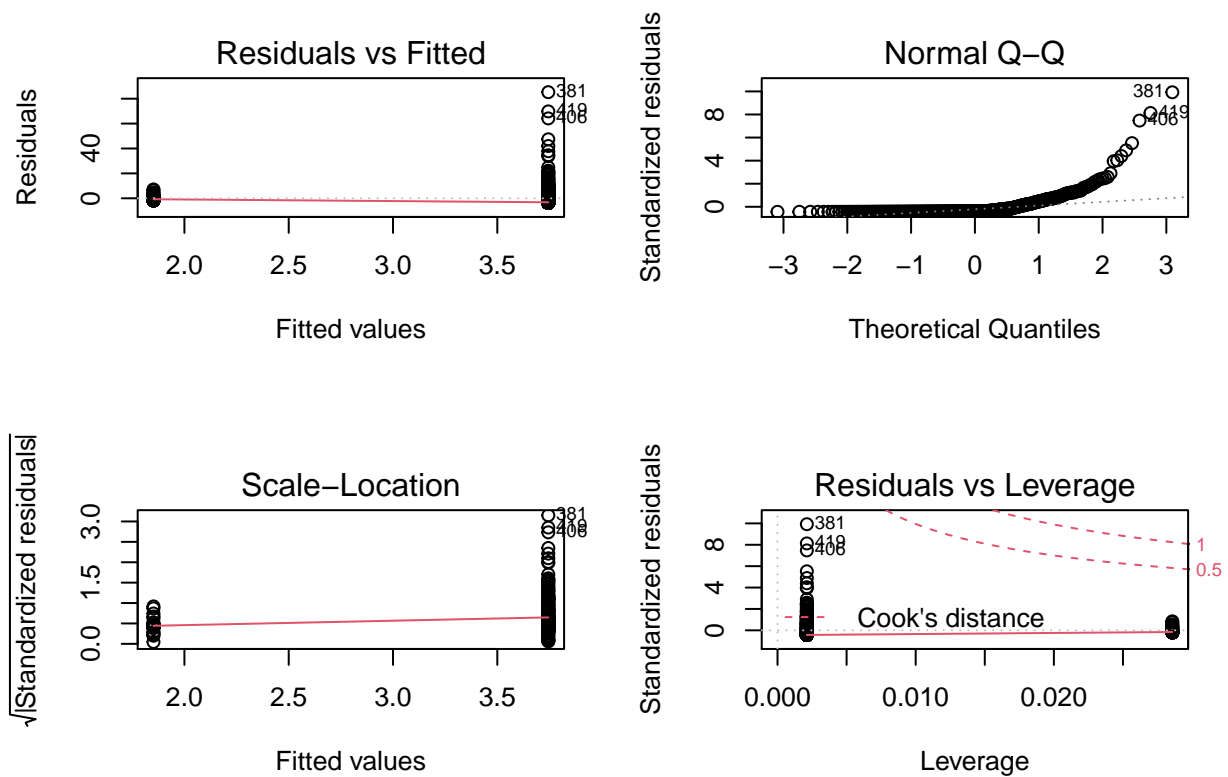 Residuals vs Fitted
Residuals
0 40
381
419
406
2.0 2.5 3.0 3.5
Fitted values
Normal Q−Q
Standardized residuals
0 4 8
381
419
406
−3 −2 −1 0 1 2 3
Theoretical Quantiles
Scale−Location
√|Standardized residuals|
0.0 1.5 3.0
381
419
406
2.0 2.5 3.0 3.5
Fitted values
Residuals vs Leverage
Standardized residuals
0 4 8
381
419
406
1
0.5
Cook's distance
0.000 0.010 0.020
Leverage